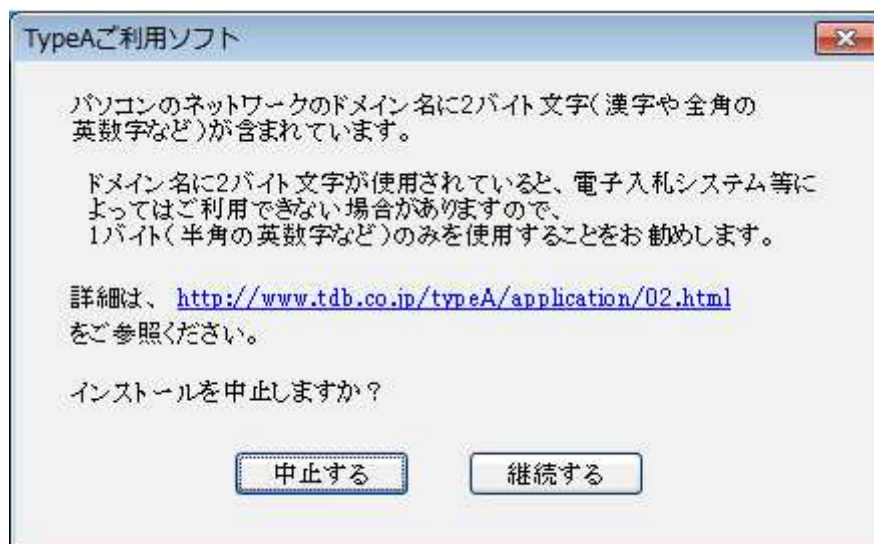 TypeAご利用ソフト
パソコンのネットワークのドメイン名に2バイト文字(漢字や全角の
英数字など)が含まれています。
ドメイン名に2バイト文字が使用されていると、電子入札システム等に
よってはご利用できない場合がありますので、
1バイト(半角の英数字など)のみを使用することをお勧めします。
詳細は、 http://www.tdb.co.jp/typeA/application/02.html
をご参照ください。
インストールを中止しますか?
中止する 継続する